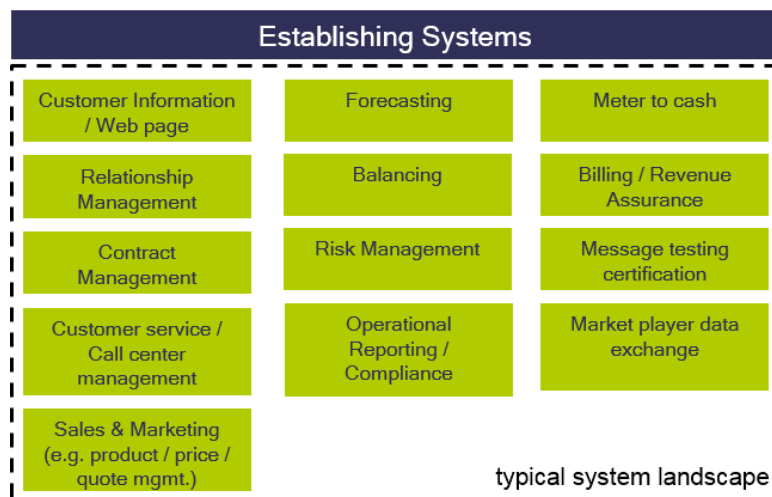 Establishing Systems
Customer Information
/ Web page
Relationship
Management
Contract
Management
Customer service /
Call center
management
Sales & Marketing
(e.g. product / price /
quote mgmt.)
Forecasting
Balancing
Risk Management
Operational
Reporting /
Compliance
Meter to cash
Billing / Revenue
Assurance
Message testing
certification
Market player data
exchange
typical system landscape